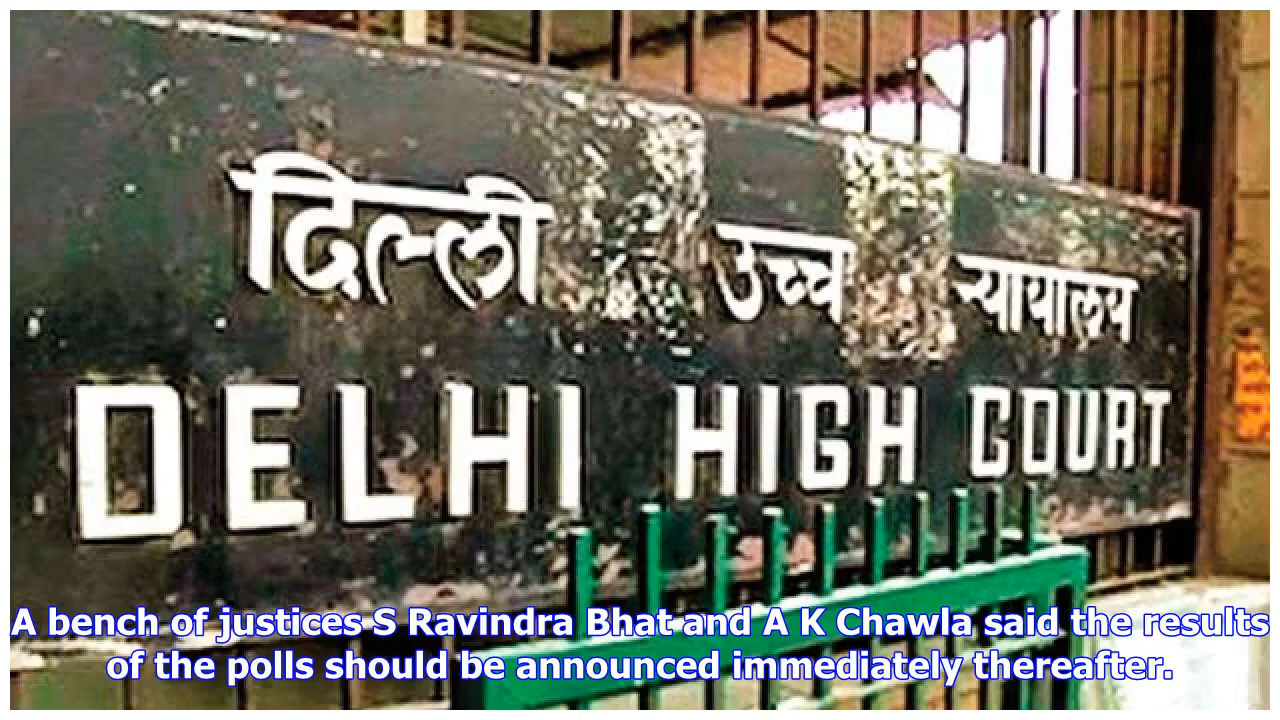 दिल्ली उच्च न्यायालय
DELHI HIGH COURT
A bench of justices S Ravindra Bhat and A K Chawla said the results
of the polls should be announced immediately thereafter.